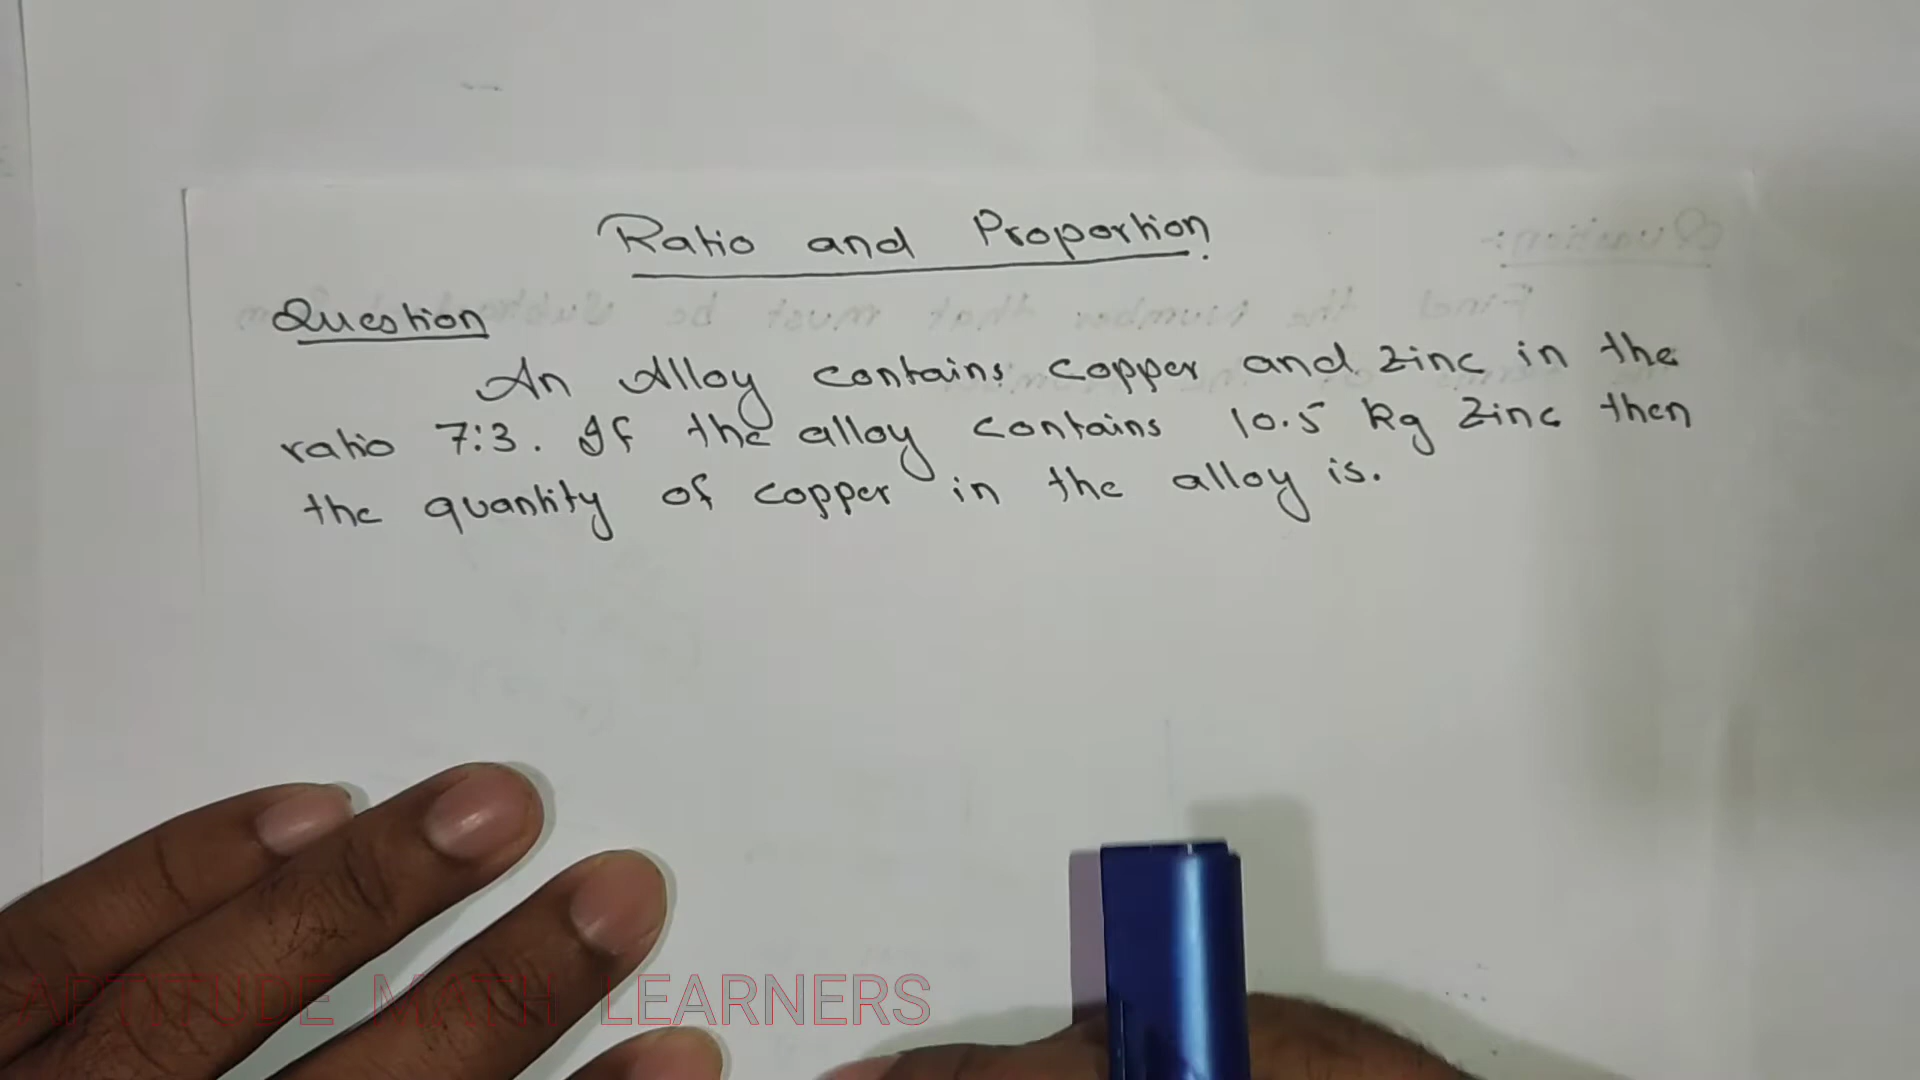 Ratio and Proportion.
Question
An Alloy contains copper and zinc in the
ratio 7:3. If the alloy contains 10.5 kg zinc then
the quantity of copper in the alloy is.
APTITUDE MATH LEARNERS